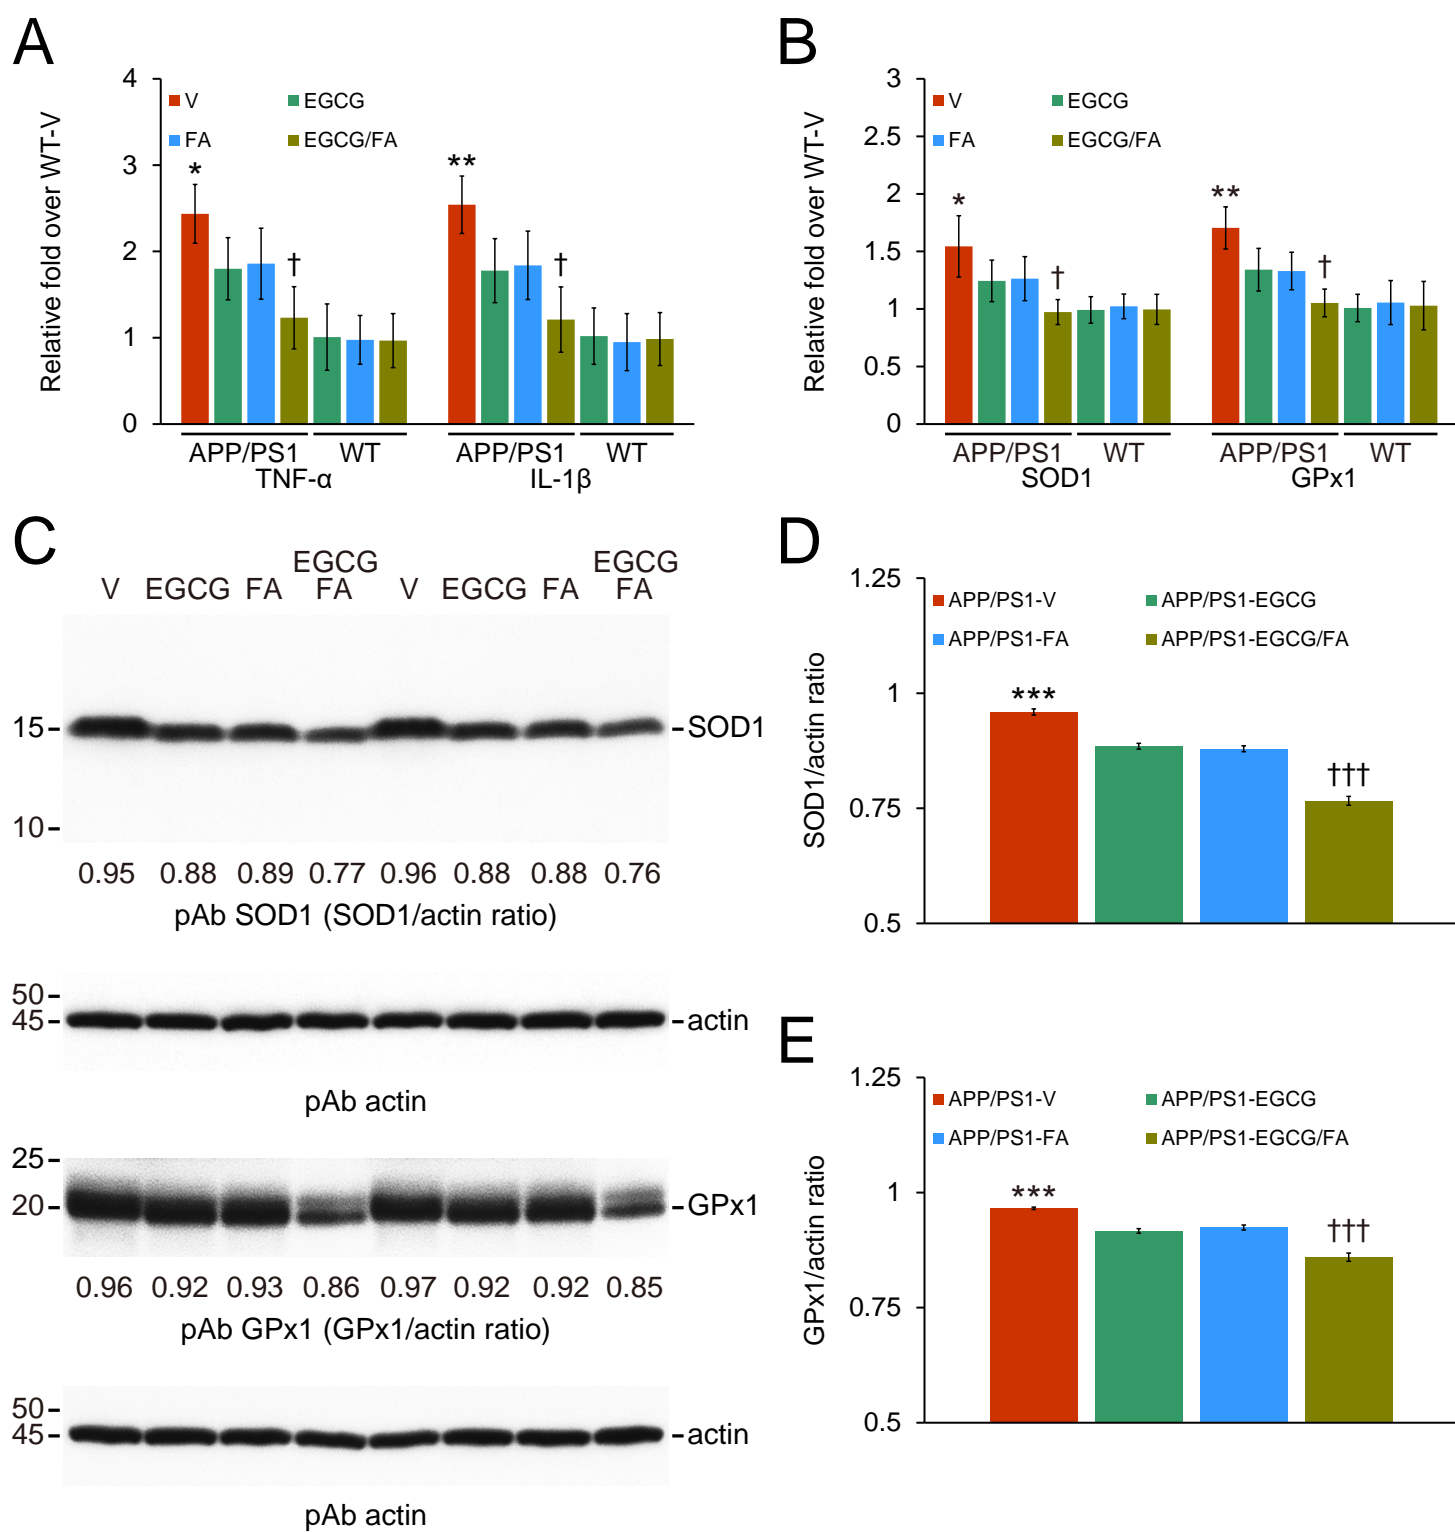 A
Relative fold over WT-V
4
3
2
1
0
V
EGCG
FA
EGCG/FA
*
†
**
†
APP/PS1
WT
APP/PS1
WT
TNF-α
IL-1β
B
Relative fold over WT-V
3
2.5
2
1.5
1
0.5
0
V
EGCG
FA
EGCG/FA
*
†
**
†
APP/PS1
WT
APP/PS1
WT
SOD1
GPx1
C
V EGCG FA EGCG FA V EGCG FA EGCG FA
15
10
SOD1
0.95 0.88 0.89 0.77 0.96 0.88 0.88 0.76
pAb SOD1 (SOD1/actin ratio)
50
45
actin
pAb actin
25
20
GPx1
0.96 0.92 0.93 0.86 0.97 0.92 0.92 0.85
pAb GPx1 (GPx1/actin ratio)
50
45
actin
pAb actin
D
SOD1/actin ratio
1.25
1
0.75
0.5
APP/PS1-V
APP/PS1-EGCG
APP/PS1-FA
APP/PS1-EGCG/FA
***
†††
E
GPx1/actin ratio
1.25
1
0.75
0.5
APP/PS1-V
APP/PS1-EGCG
APP/PS1-FA
APP/PS1-EGCG/FA
***
†††